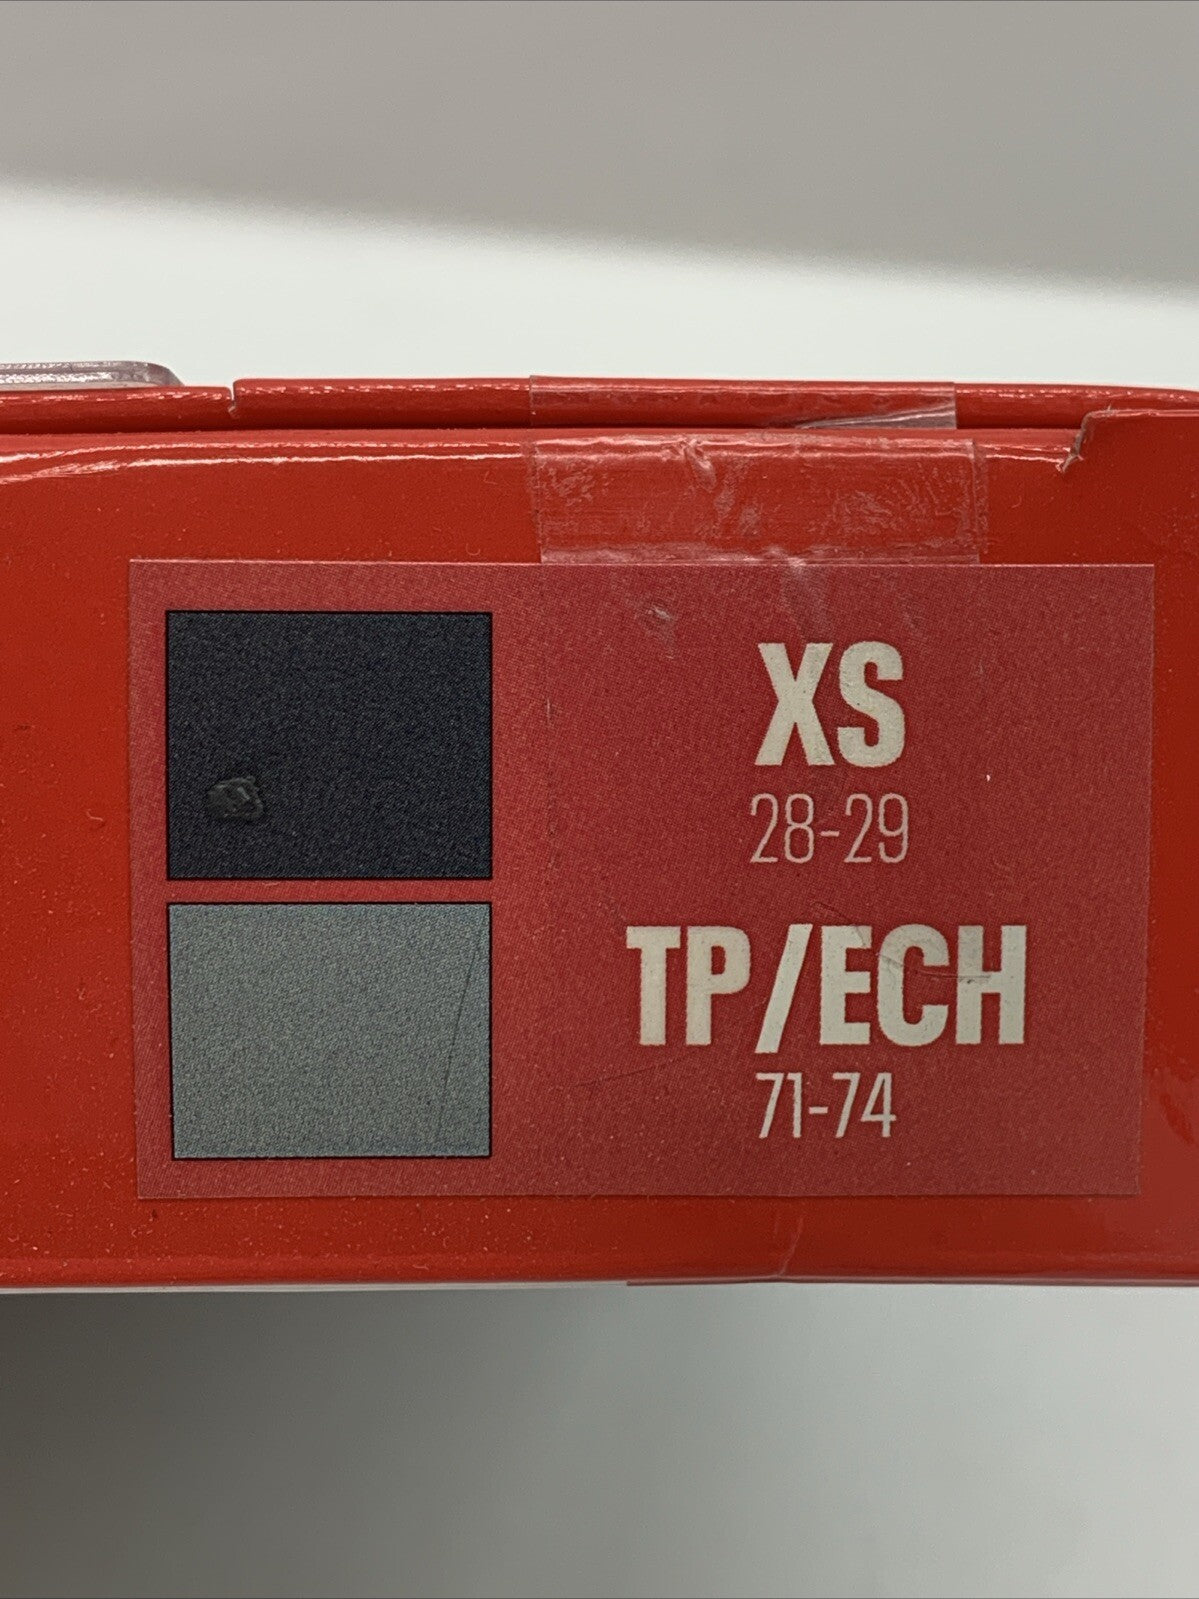 XS
28-29
TP/ECH
71-74